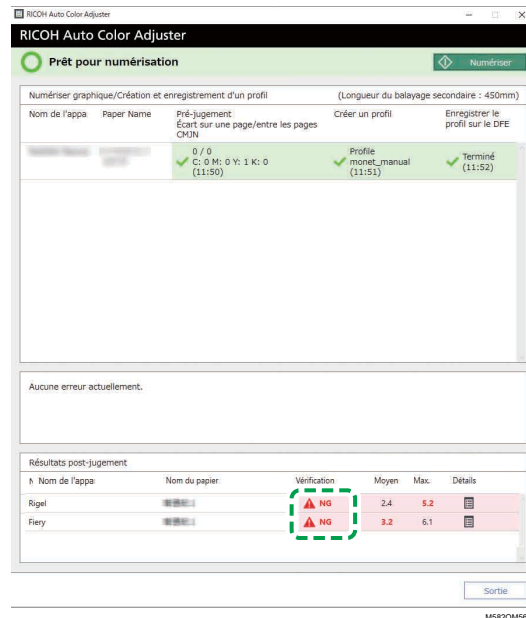 RICOH Auto Color Adjuster
RICOH Auto Color Adjuster
Prêt pour numérisation
Numériser
Numériser graphique/Création et enregistrement d'un profil (Longueur du balayage secondaire : 450mm)
Nom de l'appa Paper Name Pré-jugement Créer un profil Enregistrer le
Écart sur une page/entre les pages profil sur le DFE
CMJN
0 / 0 Profile
C: 0 M: 0 Y: 1 K: 0 monet_manual Terminé
(11:50) (11:51) (11:52)
Aucune erreur actuellement.
Résultats post-jugement
Nom de l'appa Nom du papier Vérification Moyen Max. Détails
Rigel NG 2.4 5.2
Fiery NG 3.2 6.1
Sortie
M582OM56